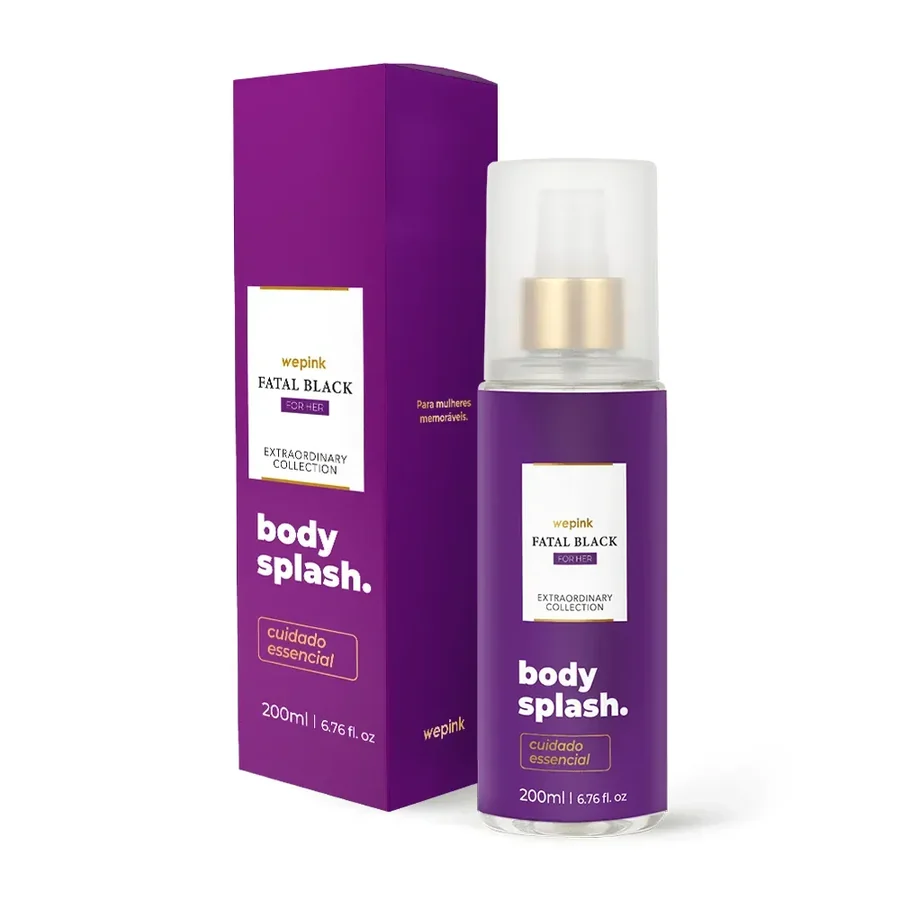 wepink
FATAL BLACK
FOR HER
EXTRAORDINARY
COLLECTION
body
splash.
cuidado
essencial
200ml | 6.76 fl. oz
Para mulheres
memoráveis.
wepink
wepink
FATAL BLACK
FOR HER
EXTRAORDINARY
COLLECTION
body
splash.
cuidado
essencial
200ml | 6.76 fl. oz